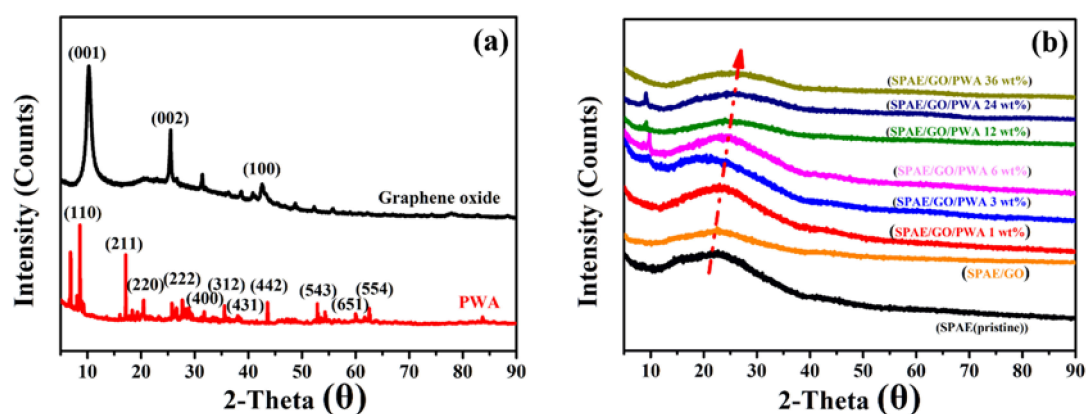 (a)
(001)
(002)
(100)
Graphene oxide
(110)
(211)
(220)
(222)
(400)
(312)
(431)
(442)
(543)
(651)
(554)
PWA
Intensity (Counts)
10 20 30 40 50 60 70 80 90
2-Theta (θ)
(b)
(SPAE/GO/PWA 36 wt%)
(SPAE/GO/PWA 24 wt%)
(SPAE/GO/PWA 12 wt%)
(SPAE/GO/PWA 6 wt%)
(SPAE/GO/PWA 3 wt%)
(SPAE/GO/PWA 1 wt%)
(SPAE/GO)
(SPAE(pristine))
Intensity (Counts)
10 20 30 40 50 60 70 80 90
2-Theta (θ)